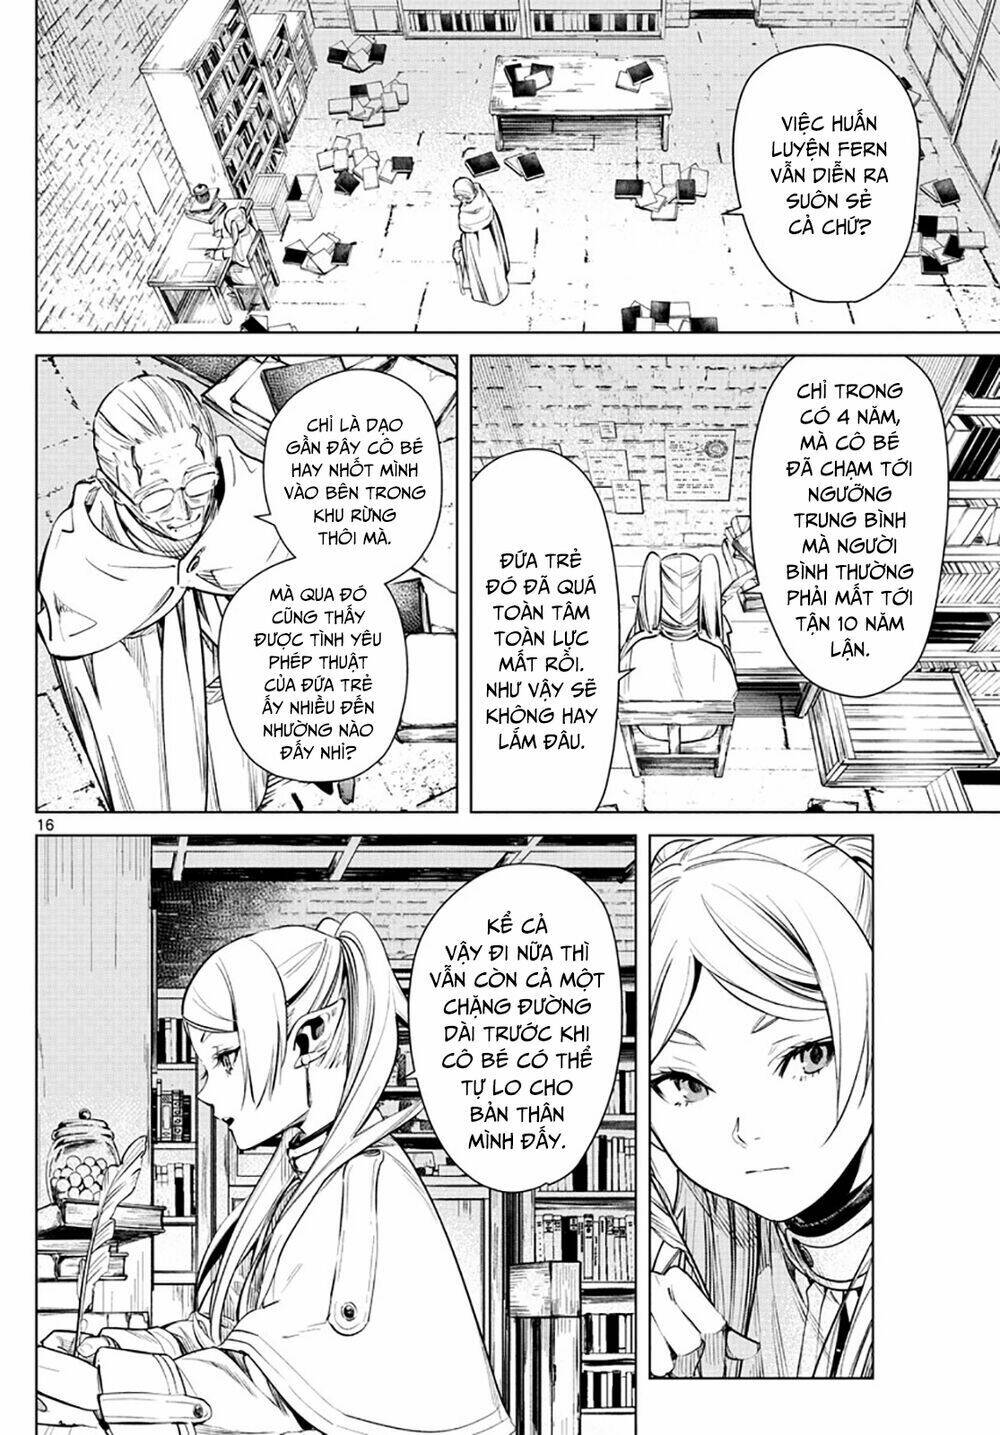 VIỆC HUẤN
LUYỆN FERN
VẪN DIỄN RA
SUÔN SẺ
CẢ CHỨ?
CHỈ TRONG
CÓ 4 NĂM,
MÀ CÔ BÉ
ĐÃ CHẠM TỚI
NGƯỠNG
TRUNG BÌNH
MÀ NGƯỜI
BÌNH THƯỜNG
PHẢI MẤT TỚI
TẬN 10 NĂM
LẬN.
ĐỨA TRẺ
ĐÓ ĐÃ QUÁ
TOÀN TÂM
TOÀN LỰC
MẤT RỒI.
NHƯ VẬY SẼ
KHÔNG HAY
LẮM ĐÂU.
CHỈ LÀ DẠO
GẦN ĐÂY CÔ BÉ
HAY NHỐT MÌNH
VÀO BÊN TRONG
KHU RỪNG
THÔI MÀ.
MÀ QUA ĐÓ
CŨNG THẤY
ĐƯỢC TÌNH YÊU
PHÉP THUẬT
CỦA ĐỨA TRẺ
ẤY NHIỀU ĐẾN
NHƯỜNG NÀO
ĐẤY NHỈ?
16
KỂ CẢ
VẬY ĐI NỮA THÌ
VẪN CÒN CẢ MỘT
CHẶNG ĐƯỜNG
DÀI TRƯỚC KHI
CÔ BÉ CÓ THỂ
TỰ LO CHO
BẢN THÂN
MÌNH ĐẤY.